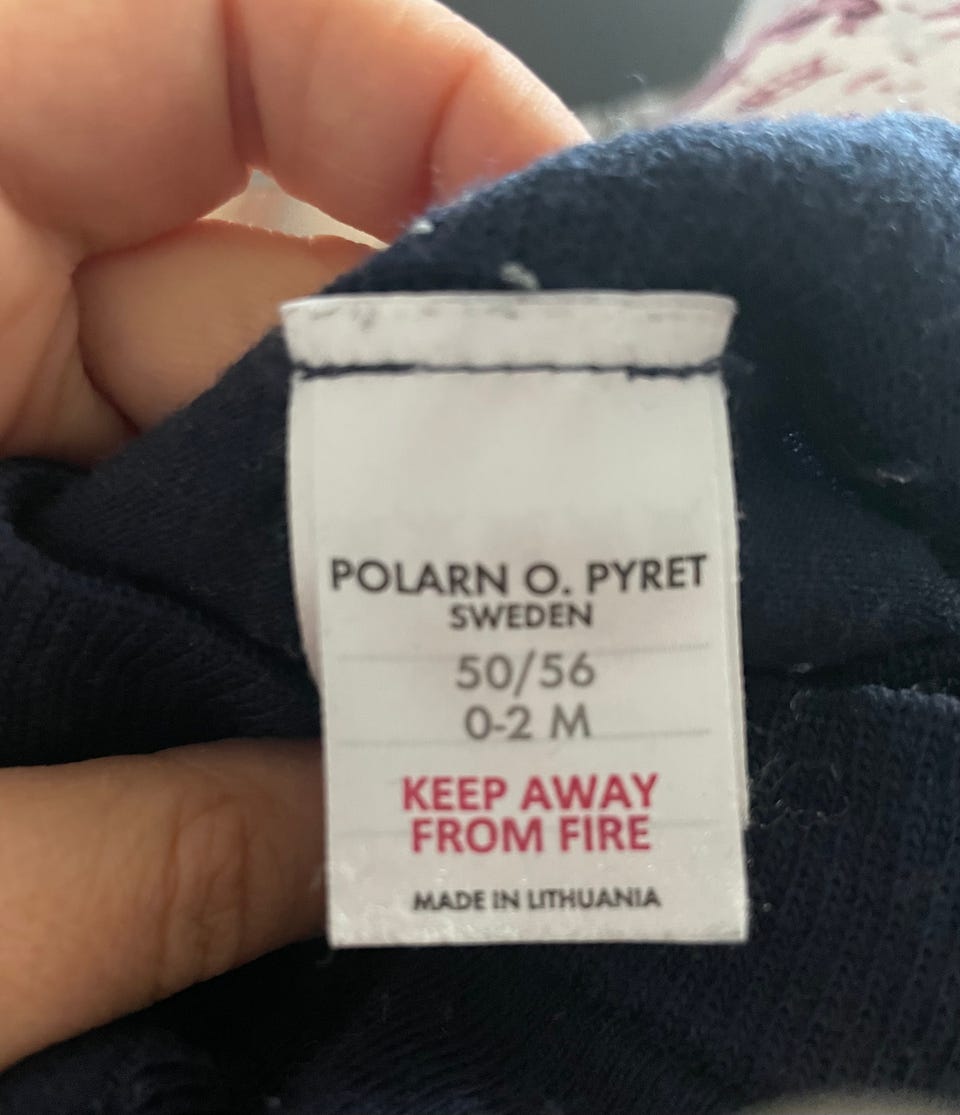 POLARN O. PYRET
SWEDEN
50/56
0-2 M
KEEP AWAY
FROM FIRE
MADE IN LITHUANIA